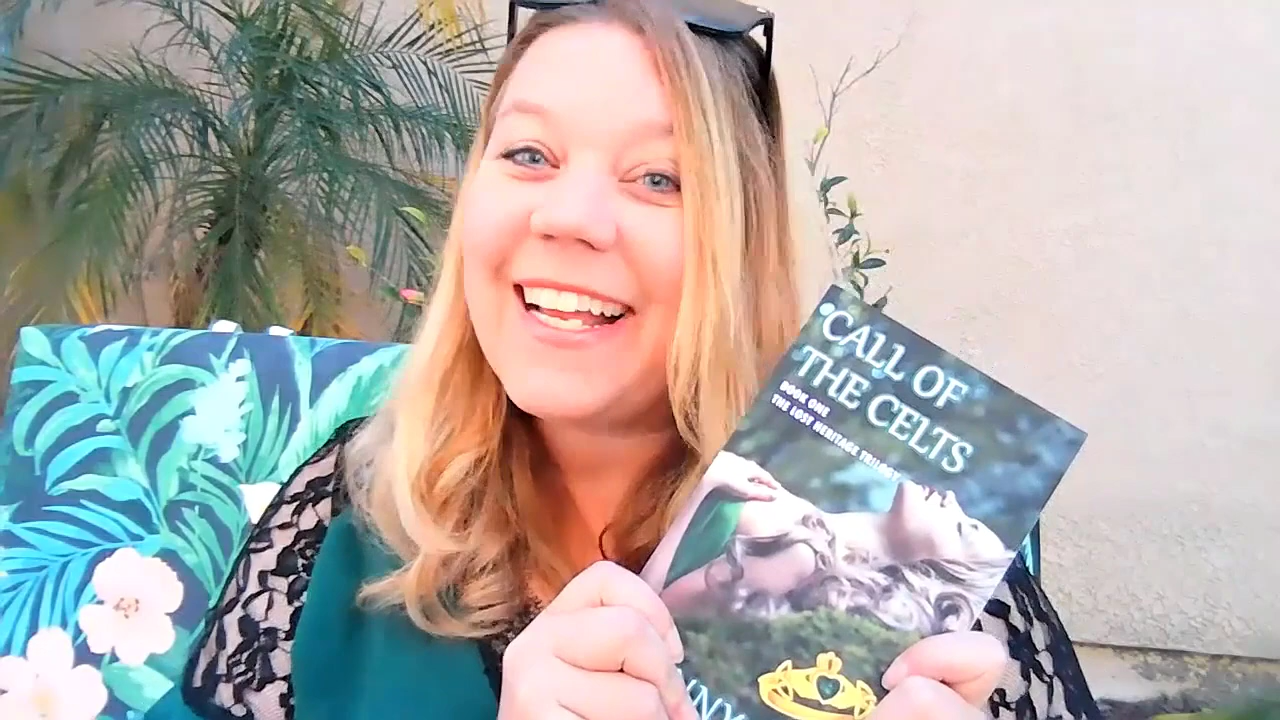 CALL OF
THE CELTS
BOOK ONE
THE LOST HERITAGE TRILOGY